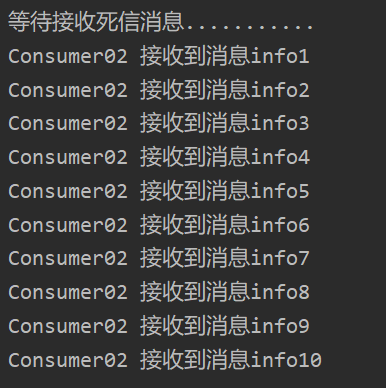 等待接收死信消息...........
Consumer02 接收到消息info1
Consumer02 接收到消息info2
Consumer02 接收到消息info3
Consumer02 接收到消息info4
Consumer02 接收到消息info5
Consumer02 接收到消息info6
Consumer02 接收到消息info7
Consumer02 接收到消息info8
Consumer02 接收到消息info9
Consumer02 接收到消息info10